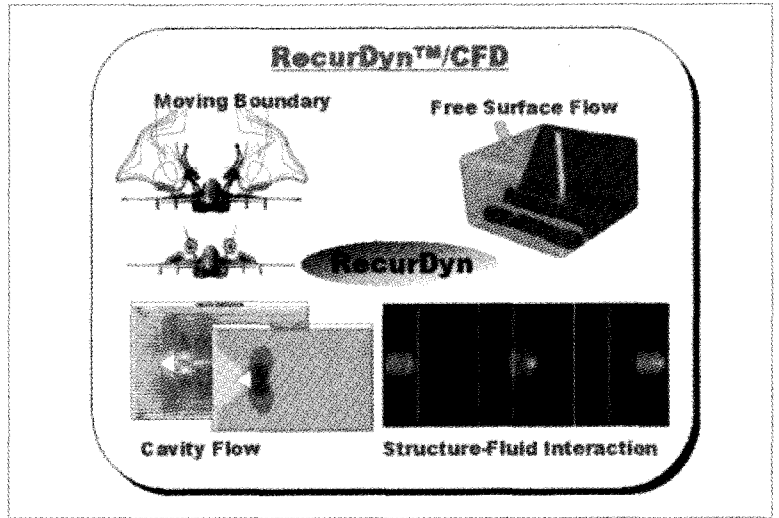 RecurDyn™/CFD
Moving Boundary
Free Surface Flow
RecurDyn
Cavity Flow
Structure-Fluid Interaction